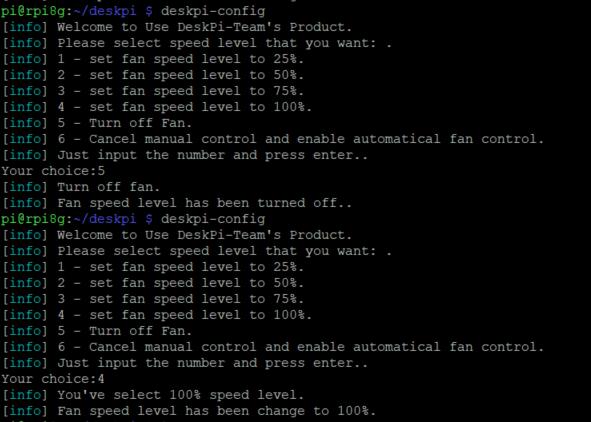 pi@rpi8g:~/deskpi $ deskpi-config
[info] Welcome to Use DeskPi-Team's Product.
[info] Please select speed level that you want: .
[info] 1 - set fan speed level to 25%.
[info] 2 - set fan speed level to 50%.
[info] 3 - set fan speed level to 75%.
[info] 4 - set fan speed level to 100%.
[info] 5 - Turn off Fan.
[info] 6 - Cancel manual control and enable automatical fan control.
[info] Just input the number and press enter..
Your choice:5
[info] Turn off fan.
[info] Fan speed level has been turned off..
pi@rpi8g:~/deskpi $ deskpi-config
[info] Welcome to Use DeskPi-Team's Product.
[info] Please select speed level that you want: .
[info] 1 - set fan speed level to 25%.
[info] 2 - set fan speed level to 50%.
[info] 3 - set fan speed level to 75%.
[info] 4 - set fan speed level to 100%.
[info] 5 - Turn off Fan.
[info] 6 - Cancel manual control and enable automatical fan control.
[info] Just input the number and press enter..
Your choice:4
[info] You've select 100% speed level.
[info] Fan speed level has been change to 100%.